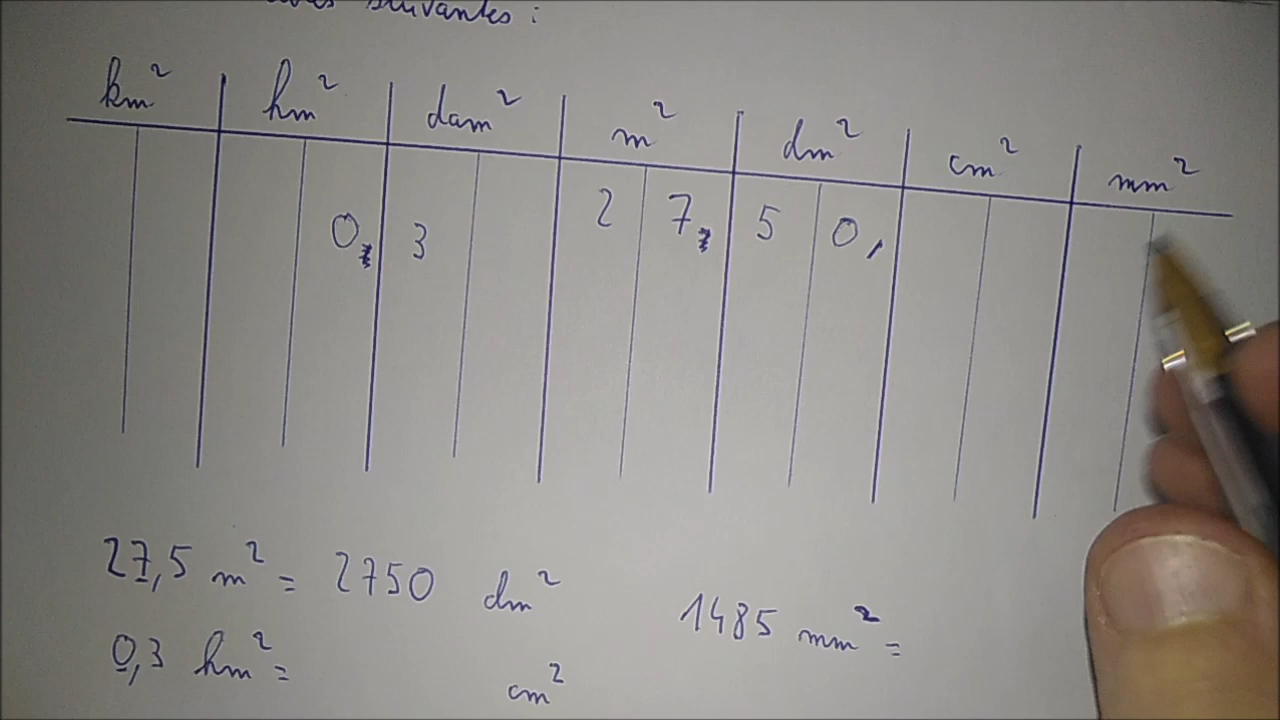 suivantes :
km² hm² dam² m² dm² cm² mm²
0, 3 2 7, 5 0,
27,5 m² = 2750 dm² 1485 mm² =
0,3 hm² = cm²